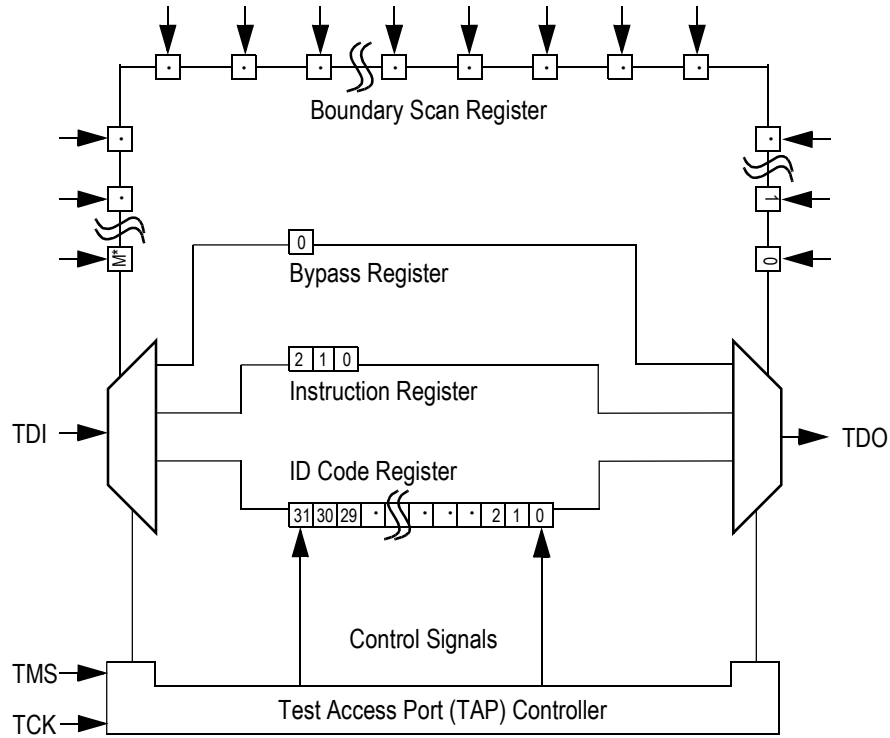 · · · · · · · ·
Boundary Scan Register
· ·
· 1
M* 0
0
Bypass Register
2 1 0
Instruction Register
TDI TDO
ID Code Register
31 30 29 · · · · 2 1 0
Control Signals
TMS
Test Access Port (TAP) Controller
TCK